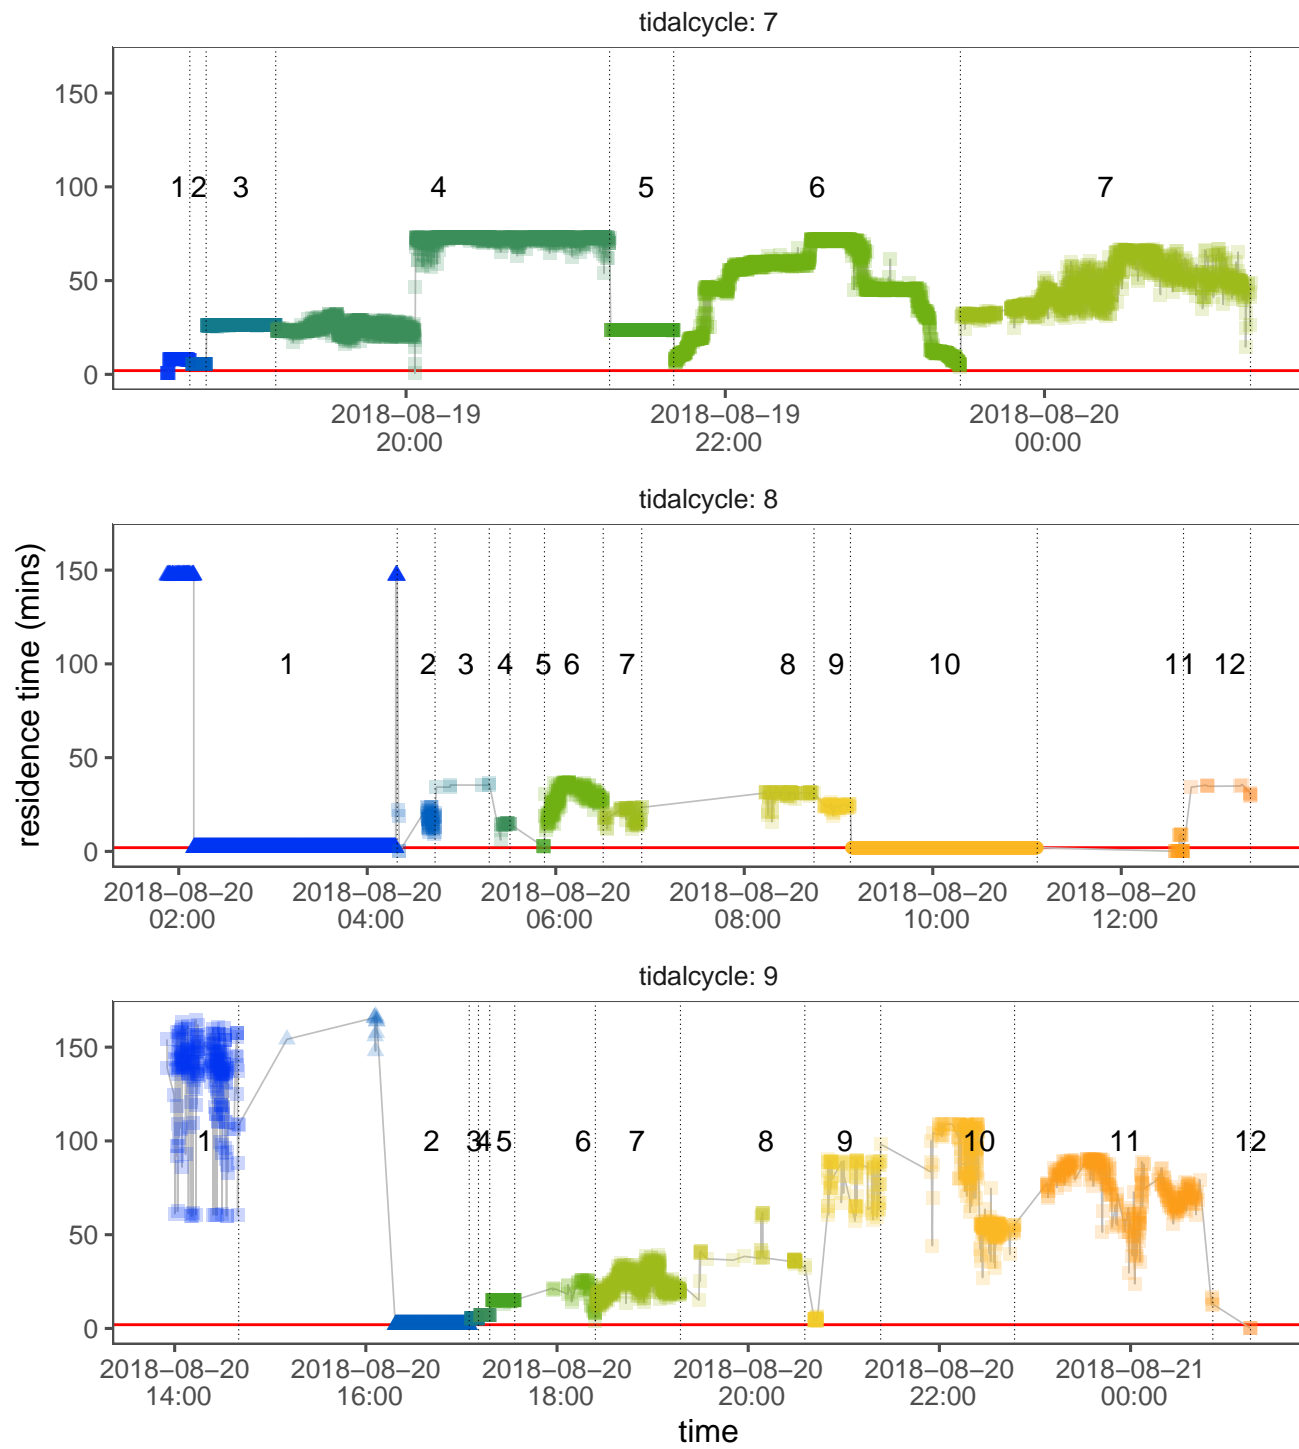 tidalcycle: 7
150
100
50
0
1 2 3 4 5 6 7
2018−08−19 2018−08−19 2018−08−20
20:00 22:00 00:00
tidalcycle: 8
150
100
50
0
1 2 3 4 5 6 7 8 9 10 11 12
2018−08−20 2018−08−20 2018−08−20 2018−08−20 2018−08−20 2018−08−20
02:00 04:00 06:00 08:00 10:00 12:00
residence time (mins)
tidalcycle: 9
150
100
50
0
1 2 3 4 5 6 7 8 9 10 11 12
2018−08−20 2018−08−20 2018−08−20 2018−08−20 2018−08−20 2018−08−21
14:00 16:00 18:00 20:00 22:00 00:00
time